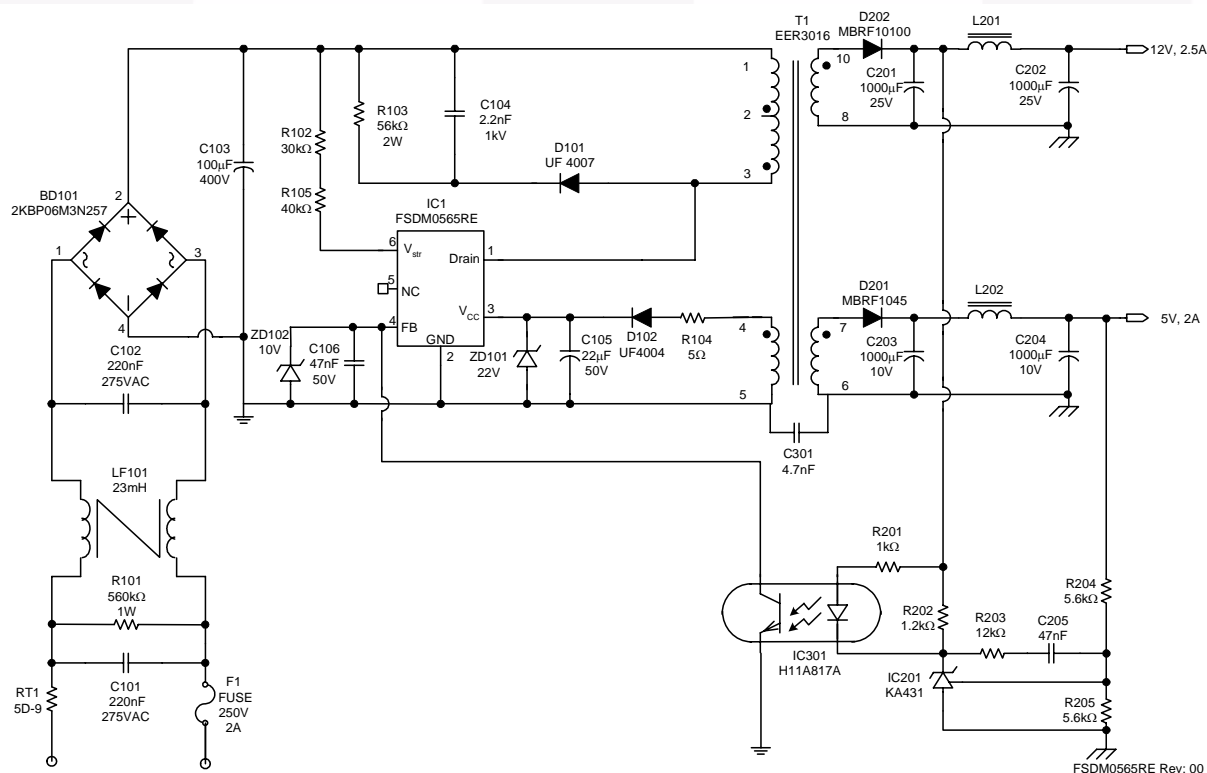 T1
EER3016
D202
MBRF10100
L201
12V, 2.5A
1
2
3
10
8
C201
1000µF
25V
C202
1000µF
25V
R103
56kΩ
2W
C104
2.2nF
1kV
R102
30kΩ
C103
100µF
400V
D101
UF 4007
R105
40kΩ
BD101
2KBP06M3N257
2
1
3
4
+
~
~
−
IC1
FSDM0565RE
6
Vstr
Drain
1
5
NC
VCC
3
4
FB
GND
2
ZD102
10V
C106
47nF
50V
ZD101
22V
C105
22µF
50V
D102
UF4004
R104
5Ω
4
5
D201
MBRF1045
L202
5V, 2A
7
6
C203
1000µF
10V
C204
1000µF
10V
C102
220nF
275VAC
C301
4.7nF
LF101
23mH
R101
560kΩ
1W
RT1
5D-9
C101
220nF
275VAC
F1
FUSE
250V
2A
R201
1kΩ
R202
1.2kΩ
R203
12kΩ
C205
47nF
R204
5.6kΩ
IC301
H11A817A
IC201
KA431
R205
5.6kΩ
FSDM0565RE Rev: 00